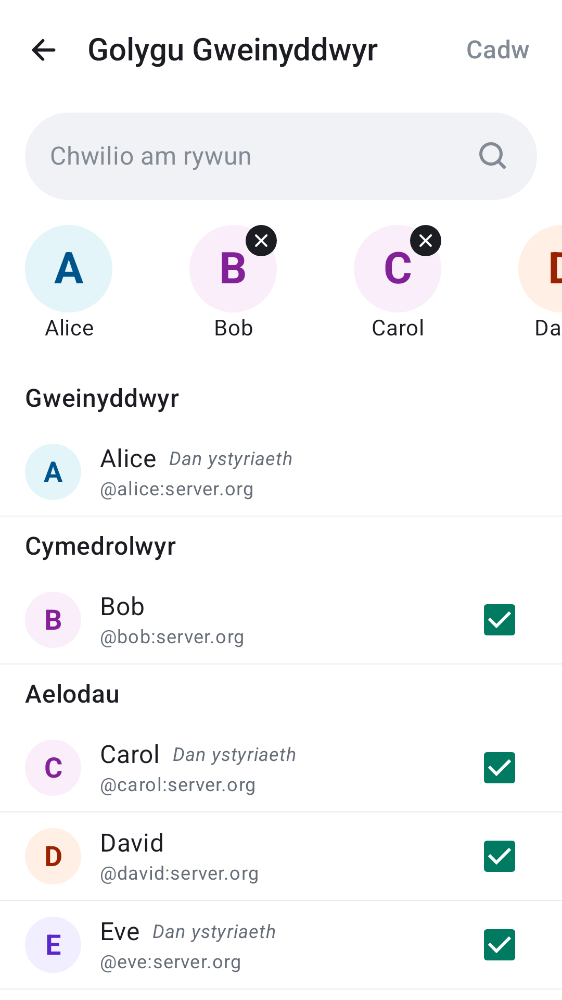 Golygu Gweinyddwyr Cadw
Chwilio am rywun
A B C D
Alice Bob Carol Da
Gweinyddwyr
A Alice Dan ystyriaeth
@alice:server.org
Cymedrolwyr
B Bob
@bob:server.org
Aelodau
C Carol Dan ystyriaeth
@carol:server.org
D David
@david:server.org
E Eve Dan ystyriaeth
@eve:server.org